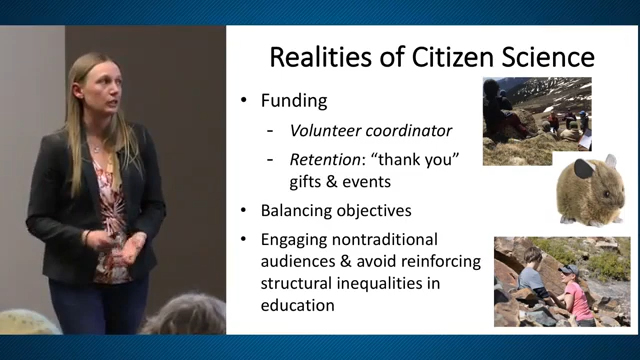 Realities of Citizen Science
• Funding
- Volunteer coordinator
- Retention: “thank you”
gifts & events
• Balancing objectives
• Engaging nontraditional
audiences & avoid reinforcing
structural inequalities in
education